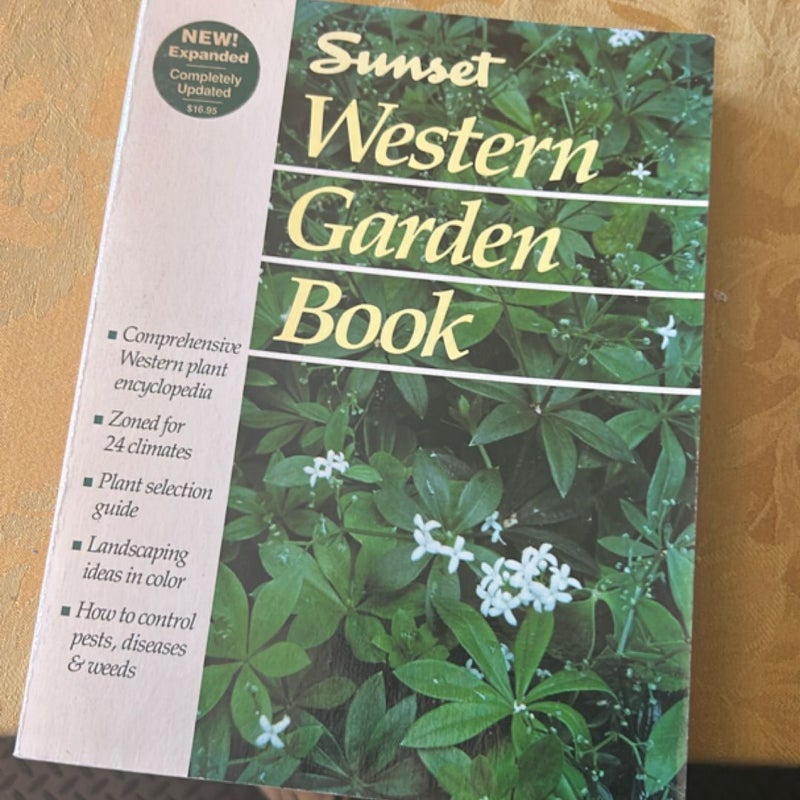 NEW!
Expanded
Completely
Updated
$16.95
Sunset
Western
Garden
Book
▪ Comprehensive
Western plant
encyclopedia
▪ Zoned for
24 climates
▪ Plant selection
guide
▪ Landscaping
ideas in color
▪ How to control
pests, diseases
& weeds